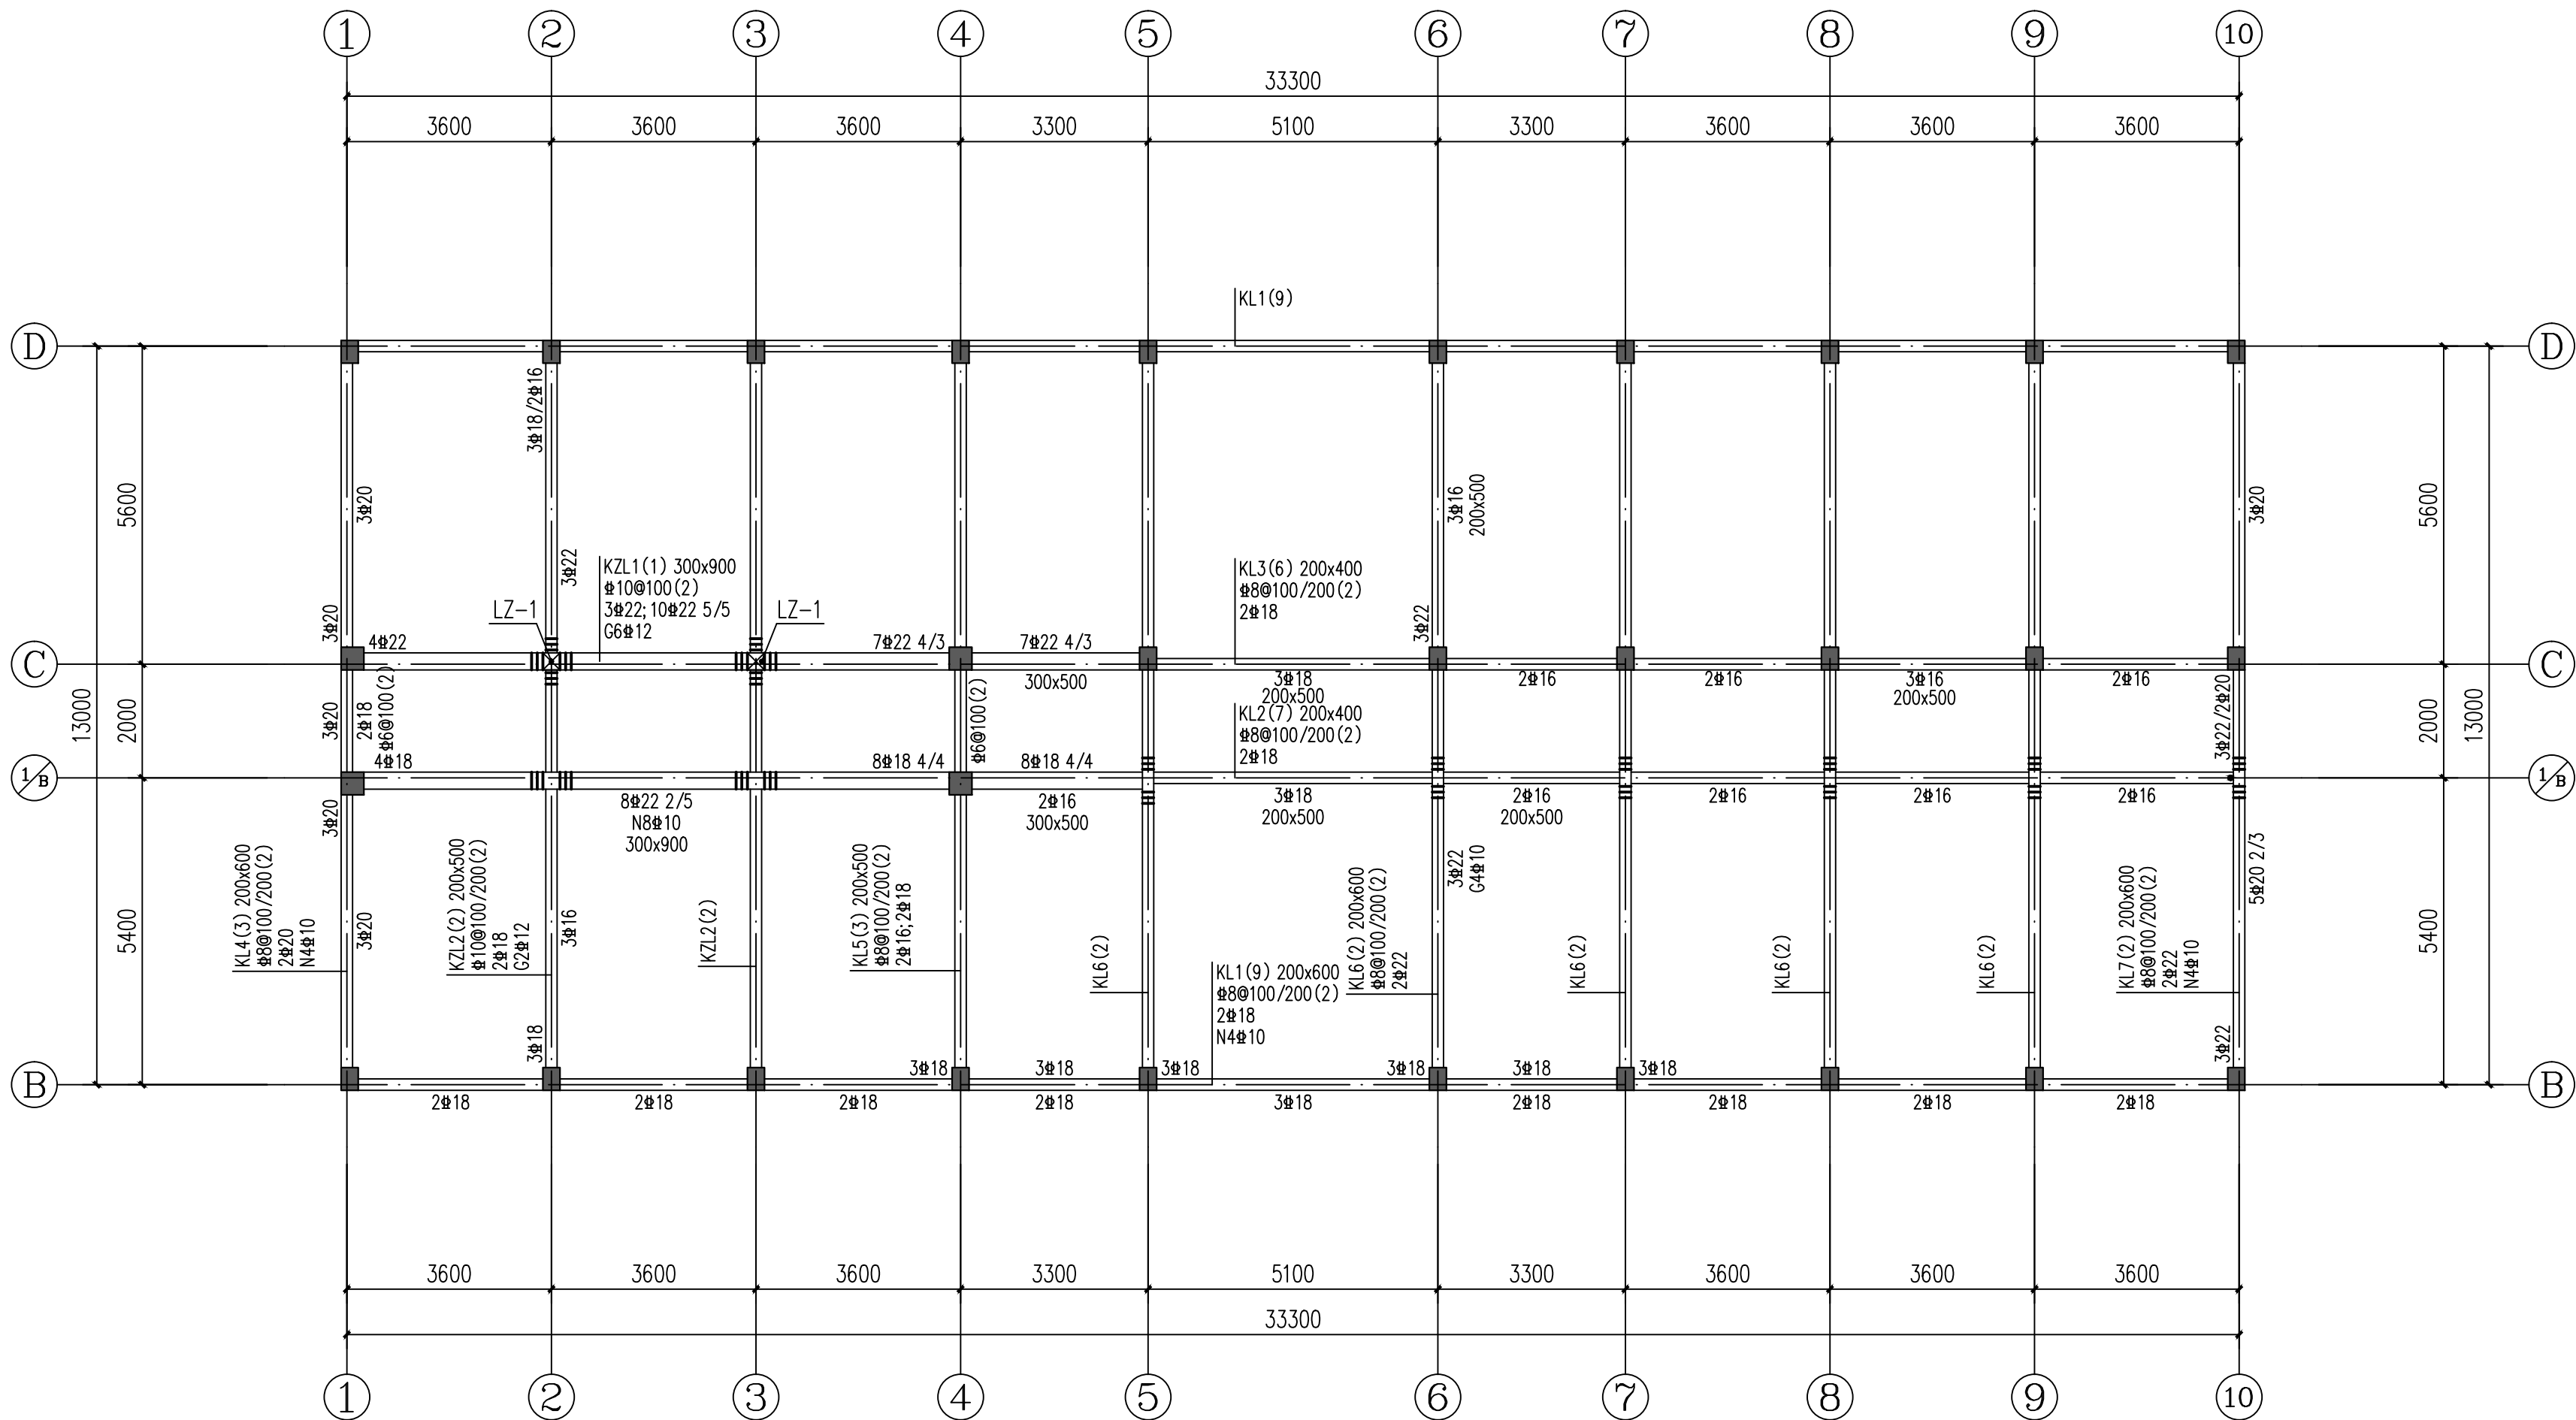 1 2 3 4 5 6 7 8 9 10
33300
3600 3600 3600 3300 5100 3300 3600 3600 3600
KL1(9)
D D
3⌽18/2⌽16
5600
3⌽20
3⌽16
200x500
3⌽20
5600
3⌽22
KZL1(1) 300x900
⌽10@100(2)
3⌽22;10⌽22 5/5
G6⌽12
LZ-1
LZ-1
KL3(6) 200x400
⌽8@100/200(2)
2⌽18
3⌽20
4⌽22
7⌽22 4/3
7⌽22 4/3
3⌽22
C C
300x500
3⌽18
200x500
2⌽16
2⌽16
3⌽16
200x500
2⌽16
13000
2000
3⌽20
2⌽18
⌽6@100(2)
⌽6@100(2)
KL2(7) 200x400
⌽8@100/200(2)
2⌽18
3⌽22/2⌽20
2000
13000
4⌽18
8⌽18 4/4
8⌽18 4/4
1/B 1/B
3⌽20
8⌽22 2/5
N8⌽10
300x900
2⌽16
300x500
3⌽18
200x500
2⌽16
200x500
2⌽16
2⌽16
2⌽16
5400
KL4(3) 200x600
⌽8@100/200(2)
2⌽20
N4⌽10
3⌽20
KZL2(2) 200x500
⌽10@100/200(2)
2⌽18
G2⌽12
3⌽16
KZL2(2)
KL5(3) 200x500
⌽8@100/200(2)
2⌽16;2⌽18
KL6(2)
KL1(9) 200x600
⌽8@100/200(2)
2⌽18
N4⌽10
KL6(2) 200x600
⌽8@100/200(2)
2⌽22
3⌽22
G4⌽10
KL6(2)
KL6(2)
KL6(2)
KL7(2) 200x600
⌽8@100/200(2)
2⌽22
N4⌽10
5⌽20 2/3
5400
3⌽18
3⌽22
3⌽18 3⌽18 3⌽18 3⌽18 3⌽18 3⌽18
B B
2⌽18 2⌽18 2⌽18 2⌽18 3⌽18 2⌽18 2⌽18 2⌽18 2⌽18
3600 3600 3600 3300 5100 3300 3600 3600 3600
33300
1 2 3 4 5 6 7 8 9 10